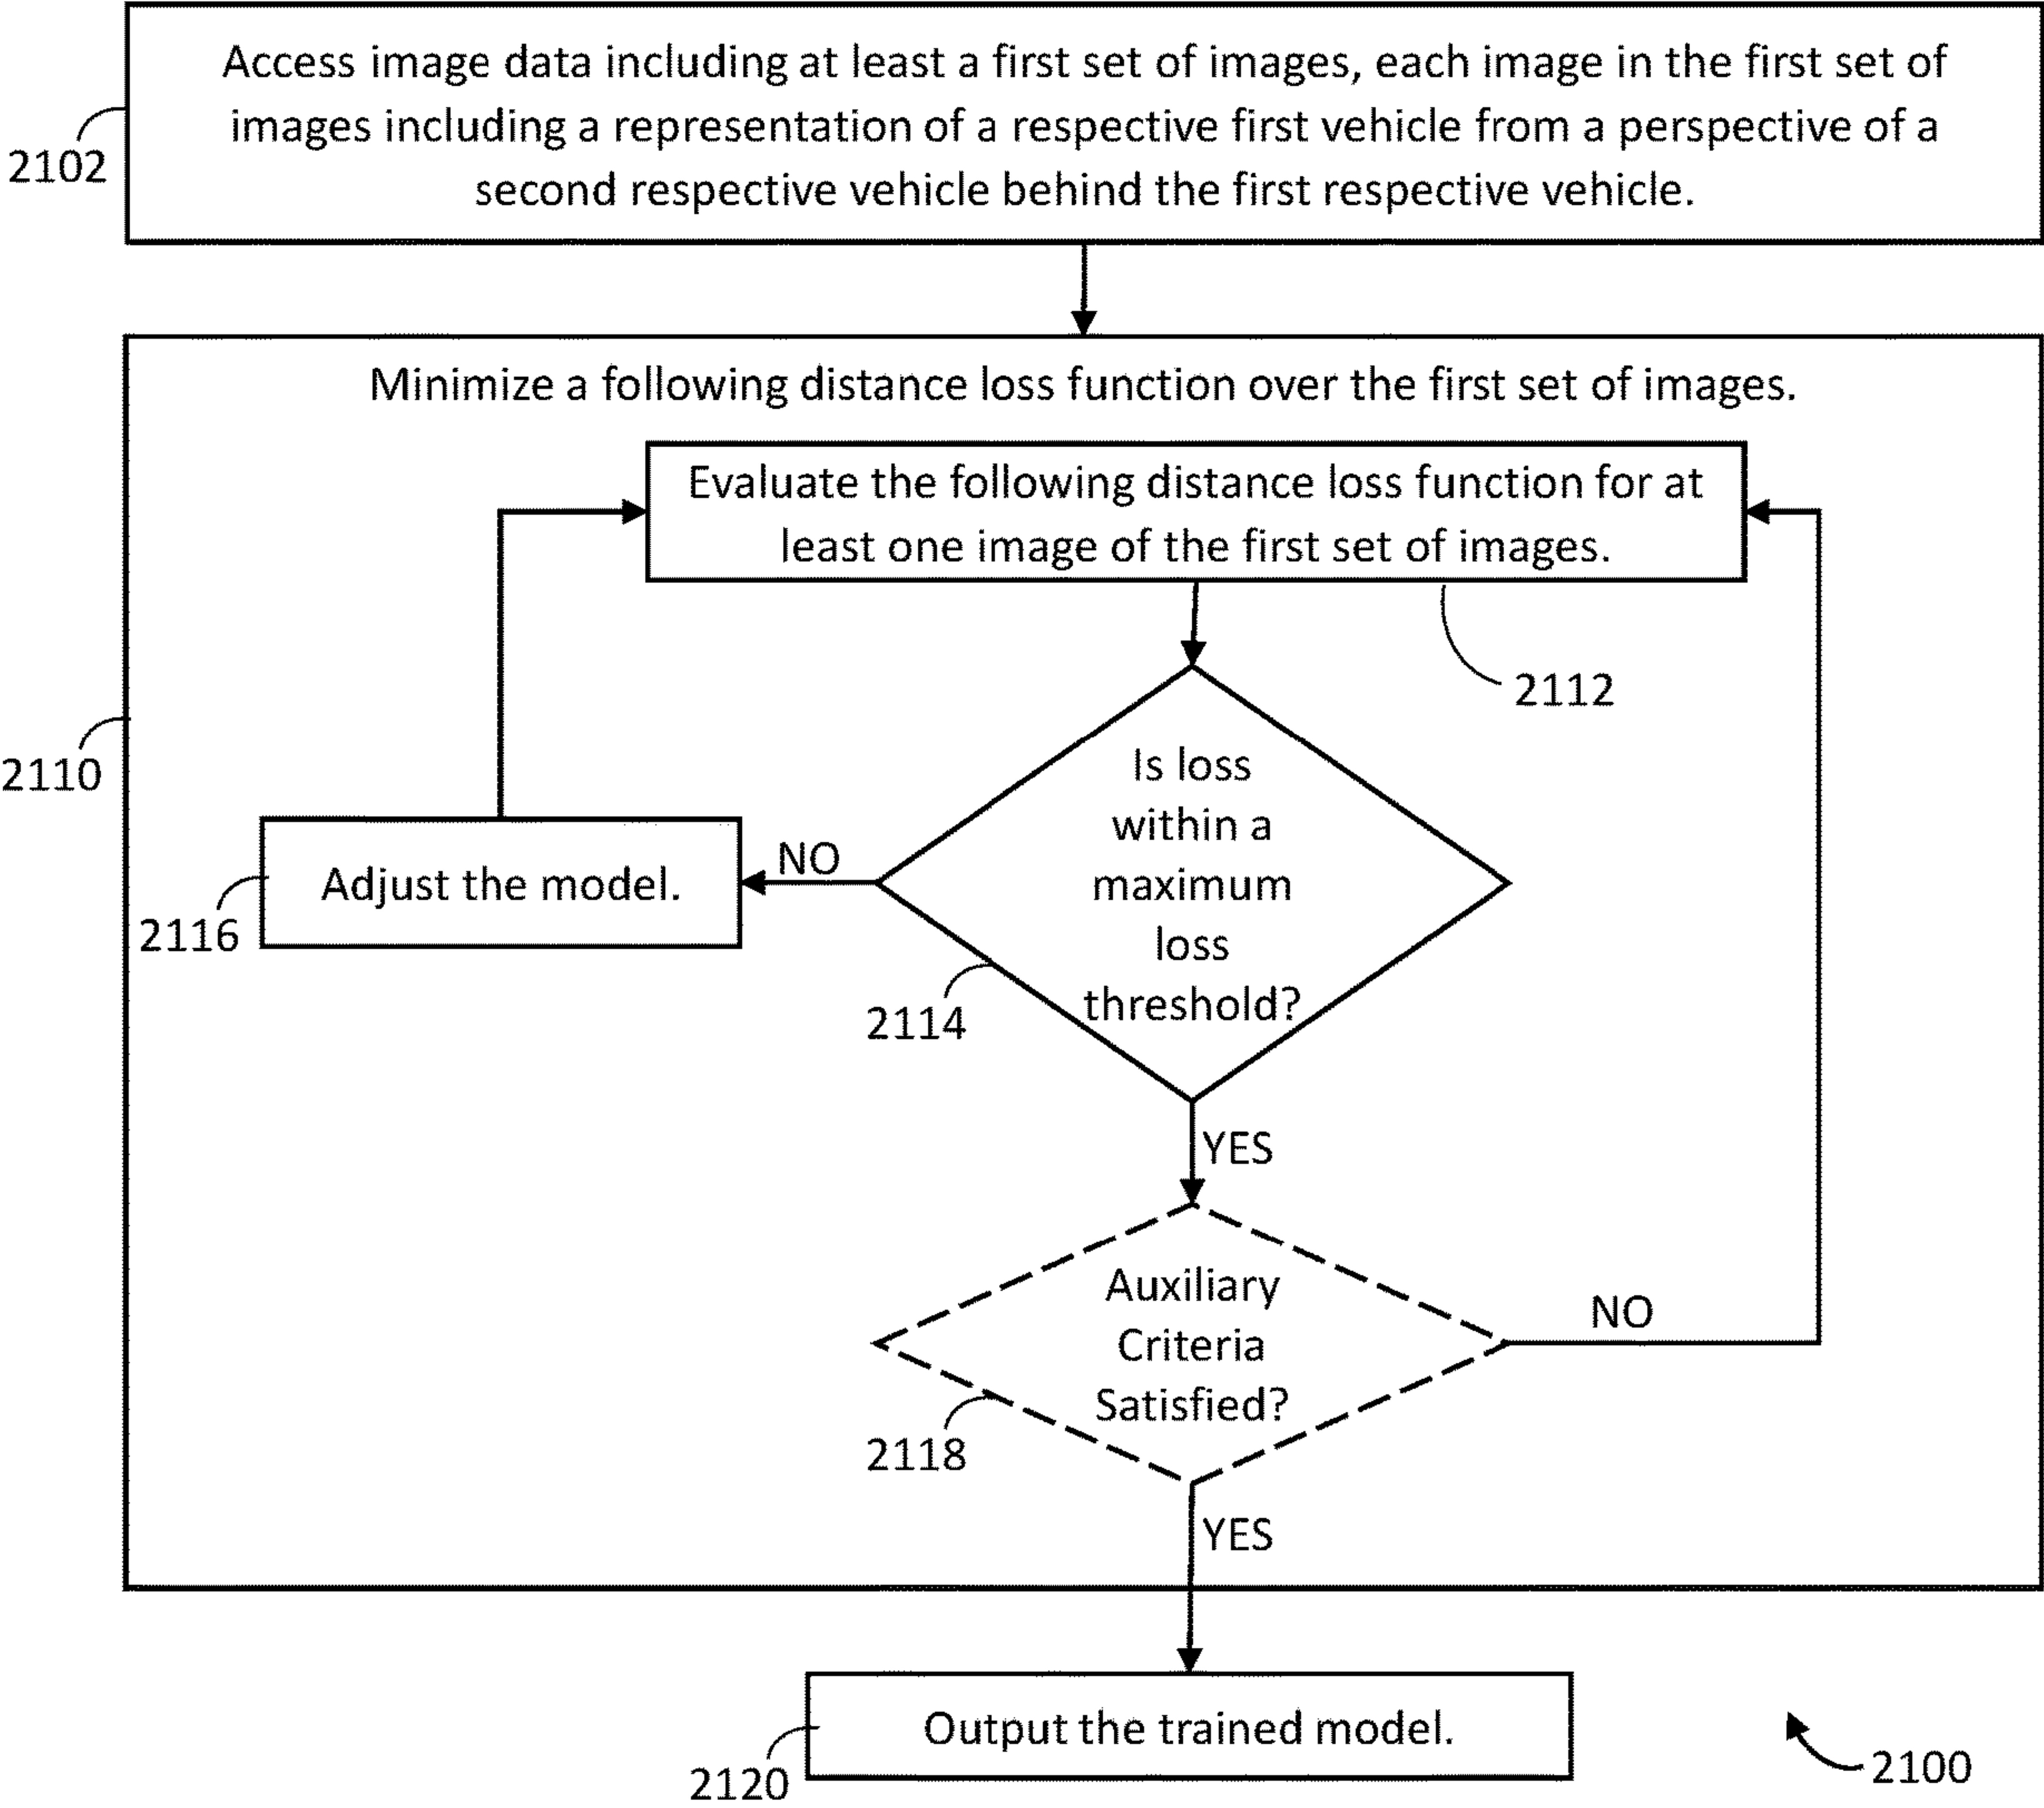 Access image data including at least a first set of images, each image in the first set of
images including a representation of a respective first vehicle from a perspective of a
second respective vehicle behind the first respective vehicle.
2102
Minimize a following distance loss function over the first set of images.
Evaluate the following distance loss function for at
least one image of the first set of images.
2112
2110
Is loss
within a
maximum
loss
threshold?
NO
Adjust the model.
2116
2114
YES
Auxiliary
Criteria
Satisfied?
NO
2118
YES
Output the trained model.
2120
2100